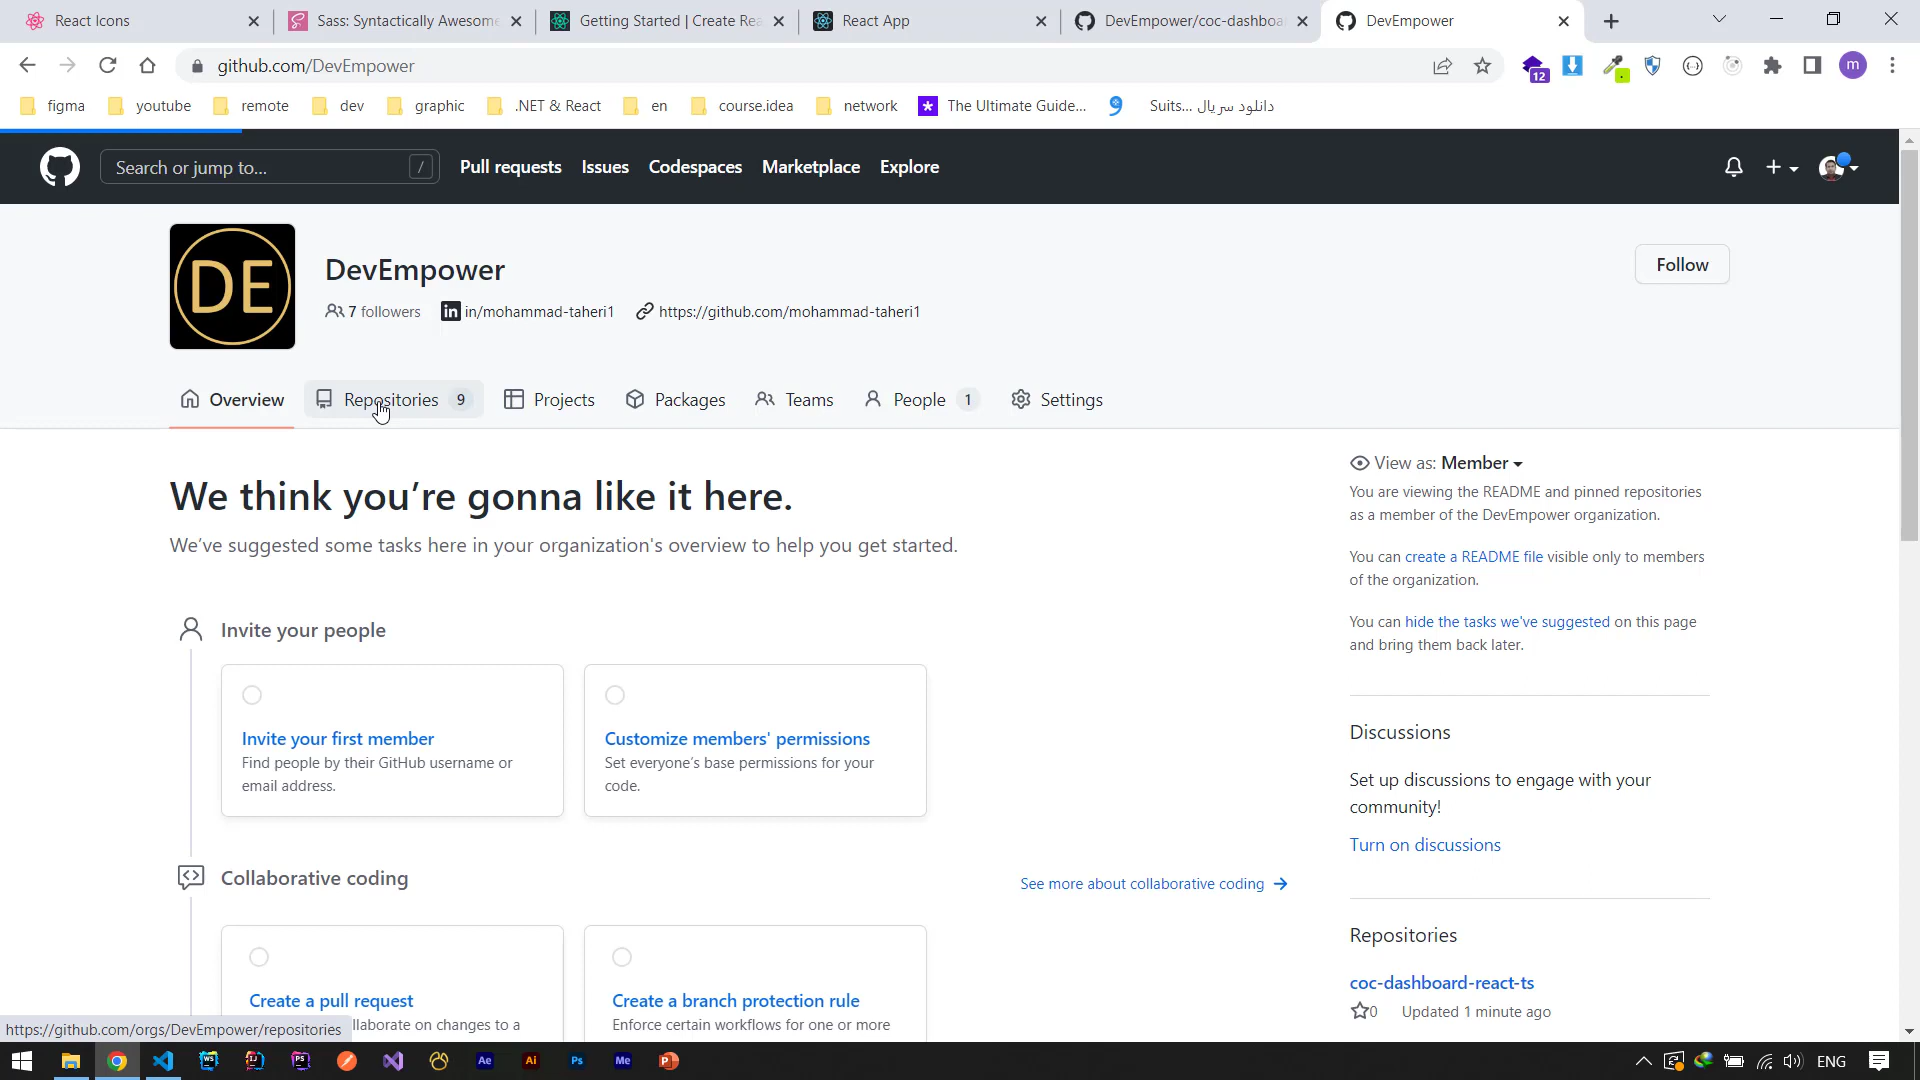 React Icons
Sass: Syntactically Awesome
Getting Started | Create Rea
React App
DevEmpower/coc-dashboa
DevEmpower
github.com/DevEmpower
12
m
figma
youtube
remote
dev
graphic
.NET & React
en
course.idea
network
The Ultimate Guide...
دانلود سریال Suits...
Search or jump to...
/
Pull requests
Issues
Codespaces
Marketplace
Explore
DE
DevEmpower
7 followers
in/mohammad-taheri1
https://github.com/mohammad-taheri1
Follow
Overview
Repositories 9
Projects
Packages
Teams
People 1
Settings
We think you’re gonna like it here.
We’ve suggested some tasks here in your organization's overview to help you get started.
Invite your people
Invite your first member
Find people by their GitHub username or
email address.
Customize members' permissions
Set everyone’s base permissions for your
code.
Collaborative coding
See more about collaborative coding
Create a pull request
llaborate on changes to a
Create a branch protection rule
Enforce certain workflows for one or more
View as: Member
You are viewing the README and pinned repositories
as a member of the DevEmpower organization.
You can create a README file visible only to members
of the organization.
You can hide the tasks we've suggested on this page
and bring them back later.
Discussions
Set up discussions to engage with your
community!
Turn on discussions
Repositories
coc-dashboard-react-ts
0 Updated 1 minute ago
https://github.com/orgs/DevEmpower/repositories
WS
IJ
PS
Ae
Ai
Ps
Me
P
ENG